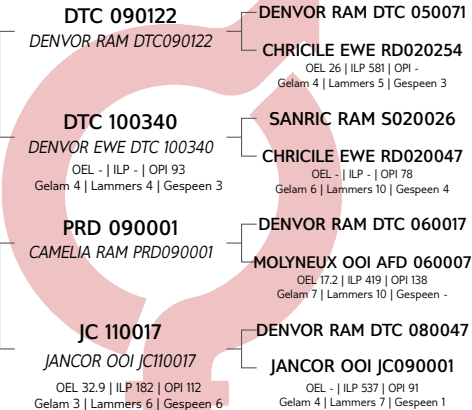 DTC 090122
DENVOR RAM DTC090122
DTC 100340
DENVOR EWE DTC 100340
OEL - | ILP - | OPI 93
Gelam 4 | Lammers 4 | Gespeen 3
PRD 090001
CAMELIA RAM PRD090001
JC 110017
JANCOR OOI JC110017
OEL 32.9 | ILP 182 | OPI 112
Gelam 3 | Lammers 6 | Gespeen 6
DENVOR RAM DTC 050071
CHRICILE EWE RD020254
OEL 26 | ILP 581 | OPI -
Gelam 4 | Lammers 5 | Gespeen 3
SANRIC RAM S020026
CHRICILE EWE RD020047
OEL - | ILP - | OPI 78
Gelam 6 | Lammers 10 | Gespeen 4
DENVOR RAM DTC 060017
MOLYNEUX OOI AFD 060007
OEL 17.2 | ILP 419 | OPI 138
Gelam 7 | Lammers 10 | Gespeen -
DENVOR RAM DTC 080047
JANCOR OOI JC090001
OEL - | ILP 537 | OPI 91
Gelam 4 | Lammers 7 | Gespeen 1